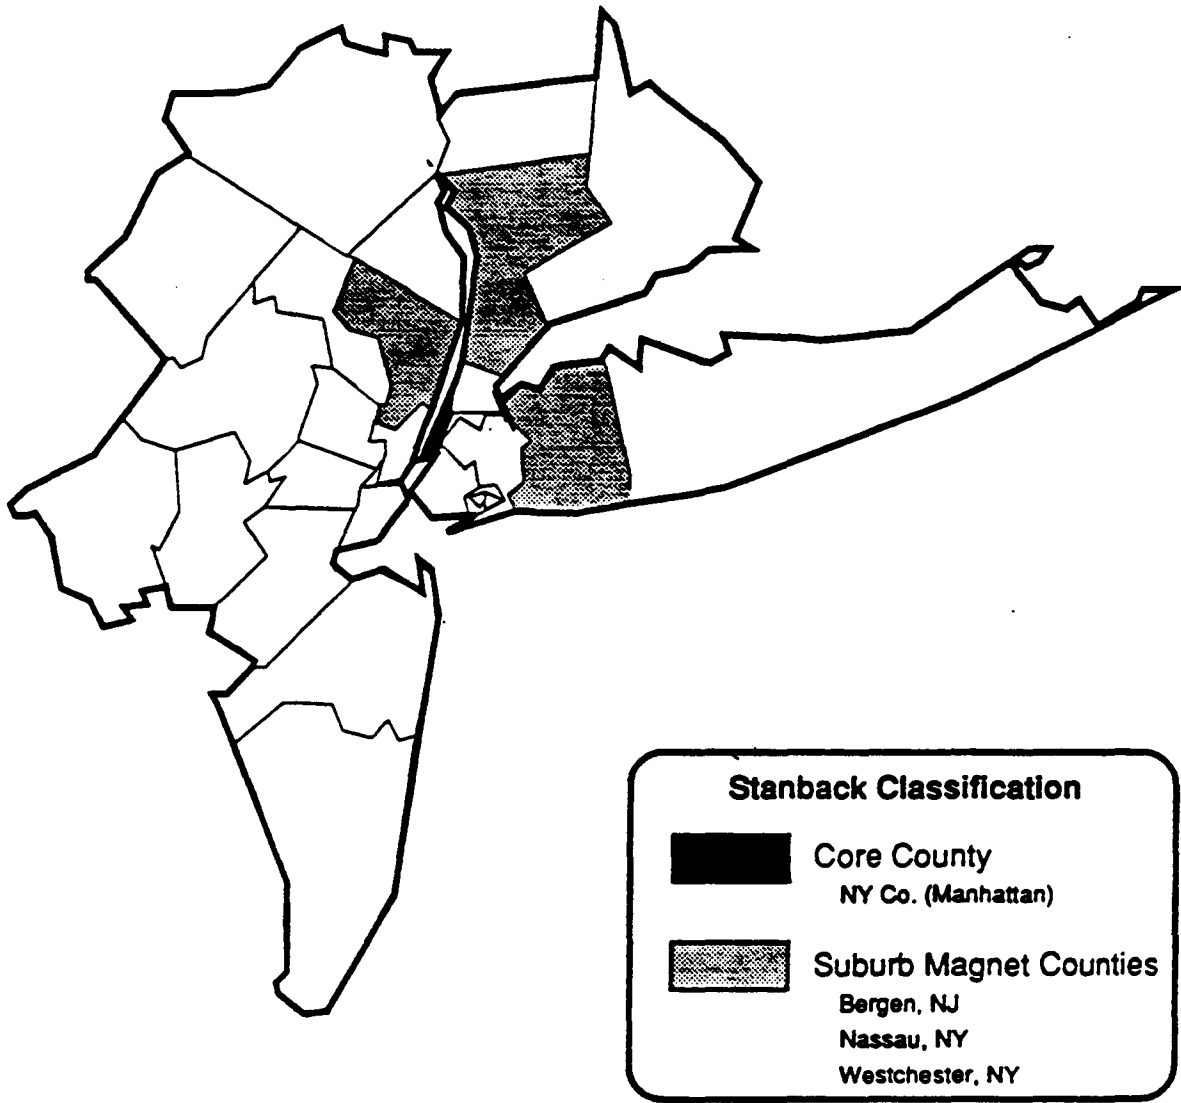 Stanback Classification
Core County
NY Co. (Manhattan)
Suburb Magnet Counties
Bergen, NJ
Nassau, NY
Westchester, NY